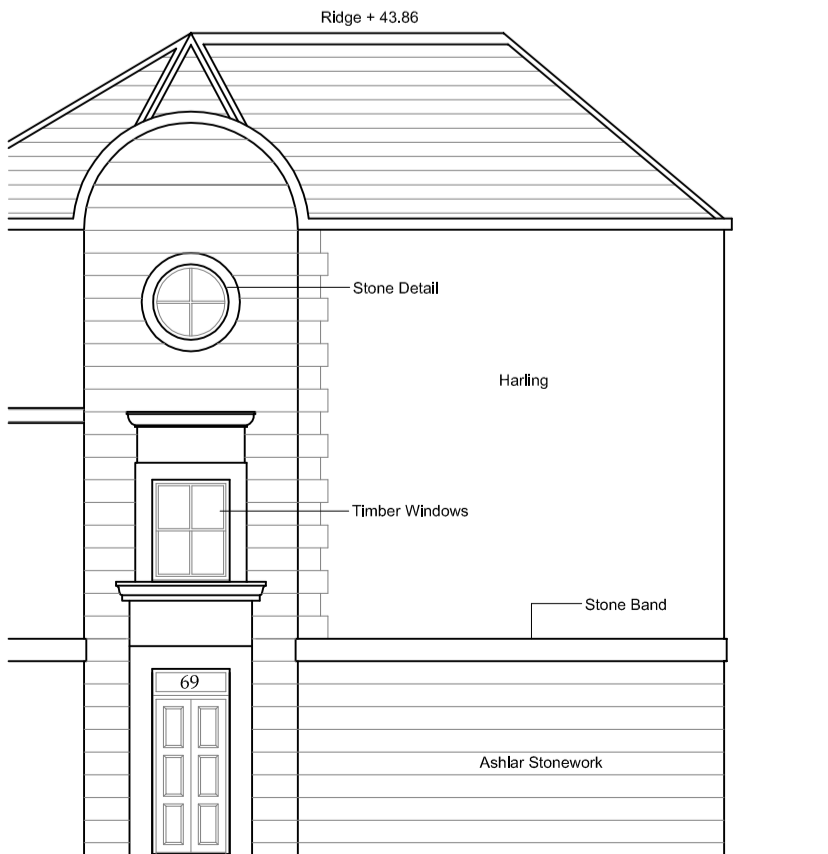 Ridge + 43.86
Stone Detail
Harling
Timber Windows
Stone Band
69
Ashlar Stonework